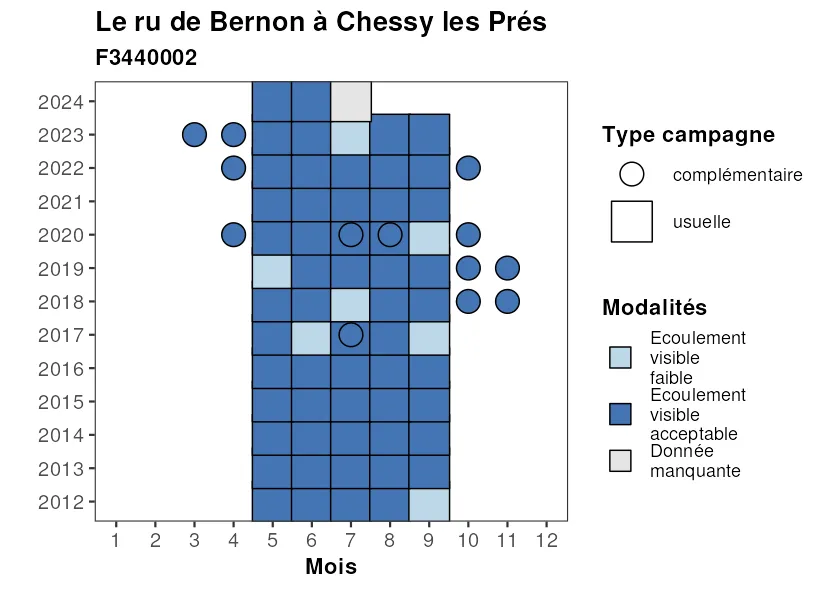 Le ru de Bernon à Chessy les Prés
F3440002
2024
2023
2022
2021
2020
2019
2018
2017
2016
2015
2014
2013
2012
1 2 3 4 5 6 7 8 9 10 11 12
Mois
Type campagne
complémentaire
usuelle
Modalités
Ecoulement
visible
faible
Ecoulement
visible
acceptable
Donnée
manquante